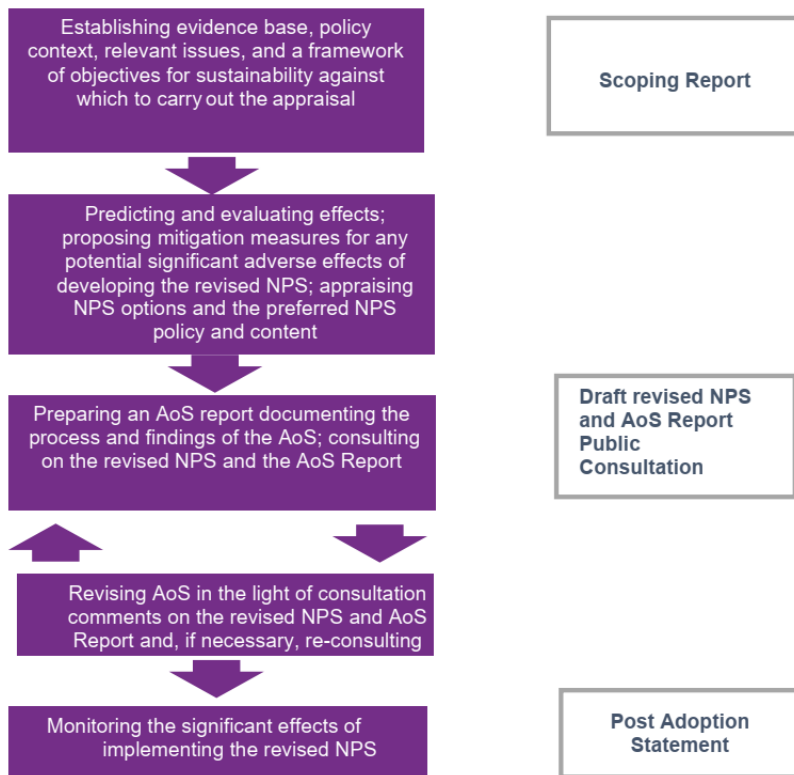 Establishing evidence base, policy
context, relevant issues, and a framework
of objectives for sustainability against
which to carry out the appraisal
Scoping Report
Predicting and evaluating effects;
proposing mitigation measures for any
potential significant adverse effects of
developing the revised NPS; appraising
NPS options and the preferred NPS
policy and content
Preparing an AoS report documenting the
process and findings of the AoS; consulting
on the revised NPS and the AoS Report
Draft revised NPS
and AoS Report
Public
Consultation
Revising AoS in the light of consultation
comments on the revised NPS and AoS
Report and, if necessary, re-consulting
Monitoring the significant effects of
implementing the revised NPS
Post Adoption
Statement